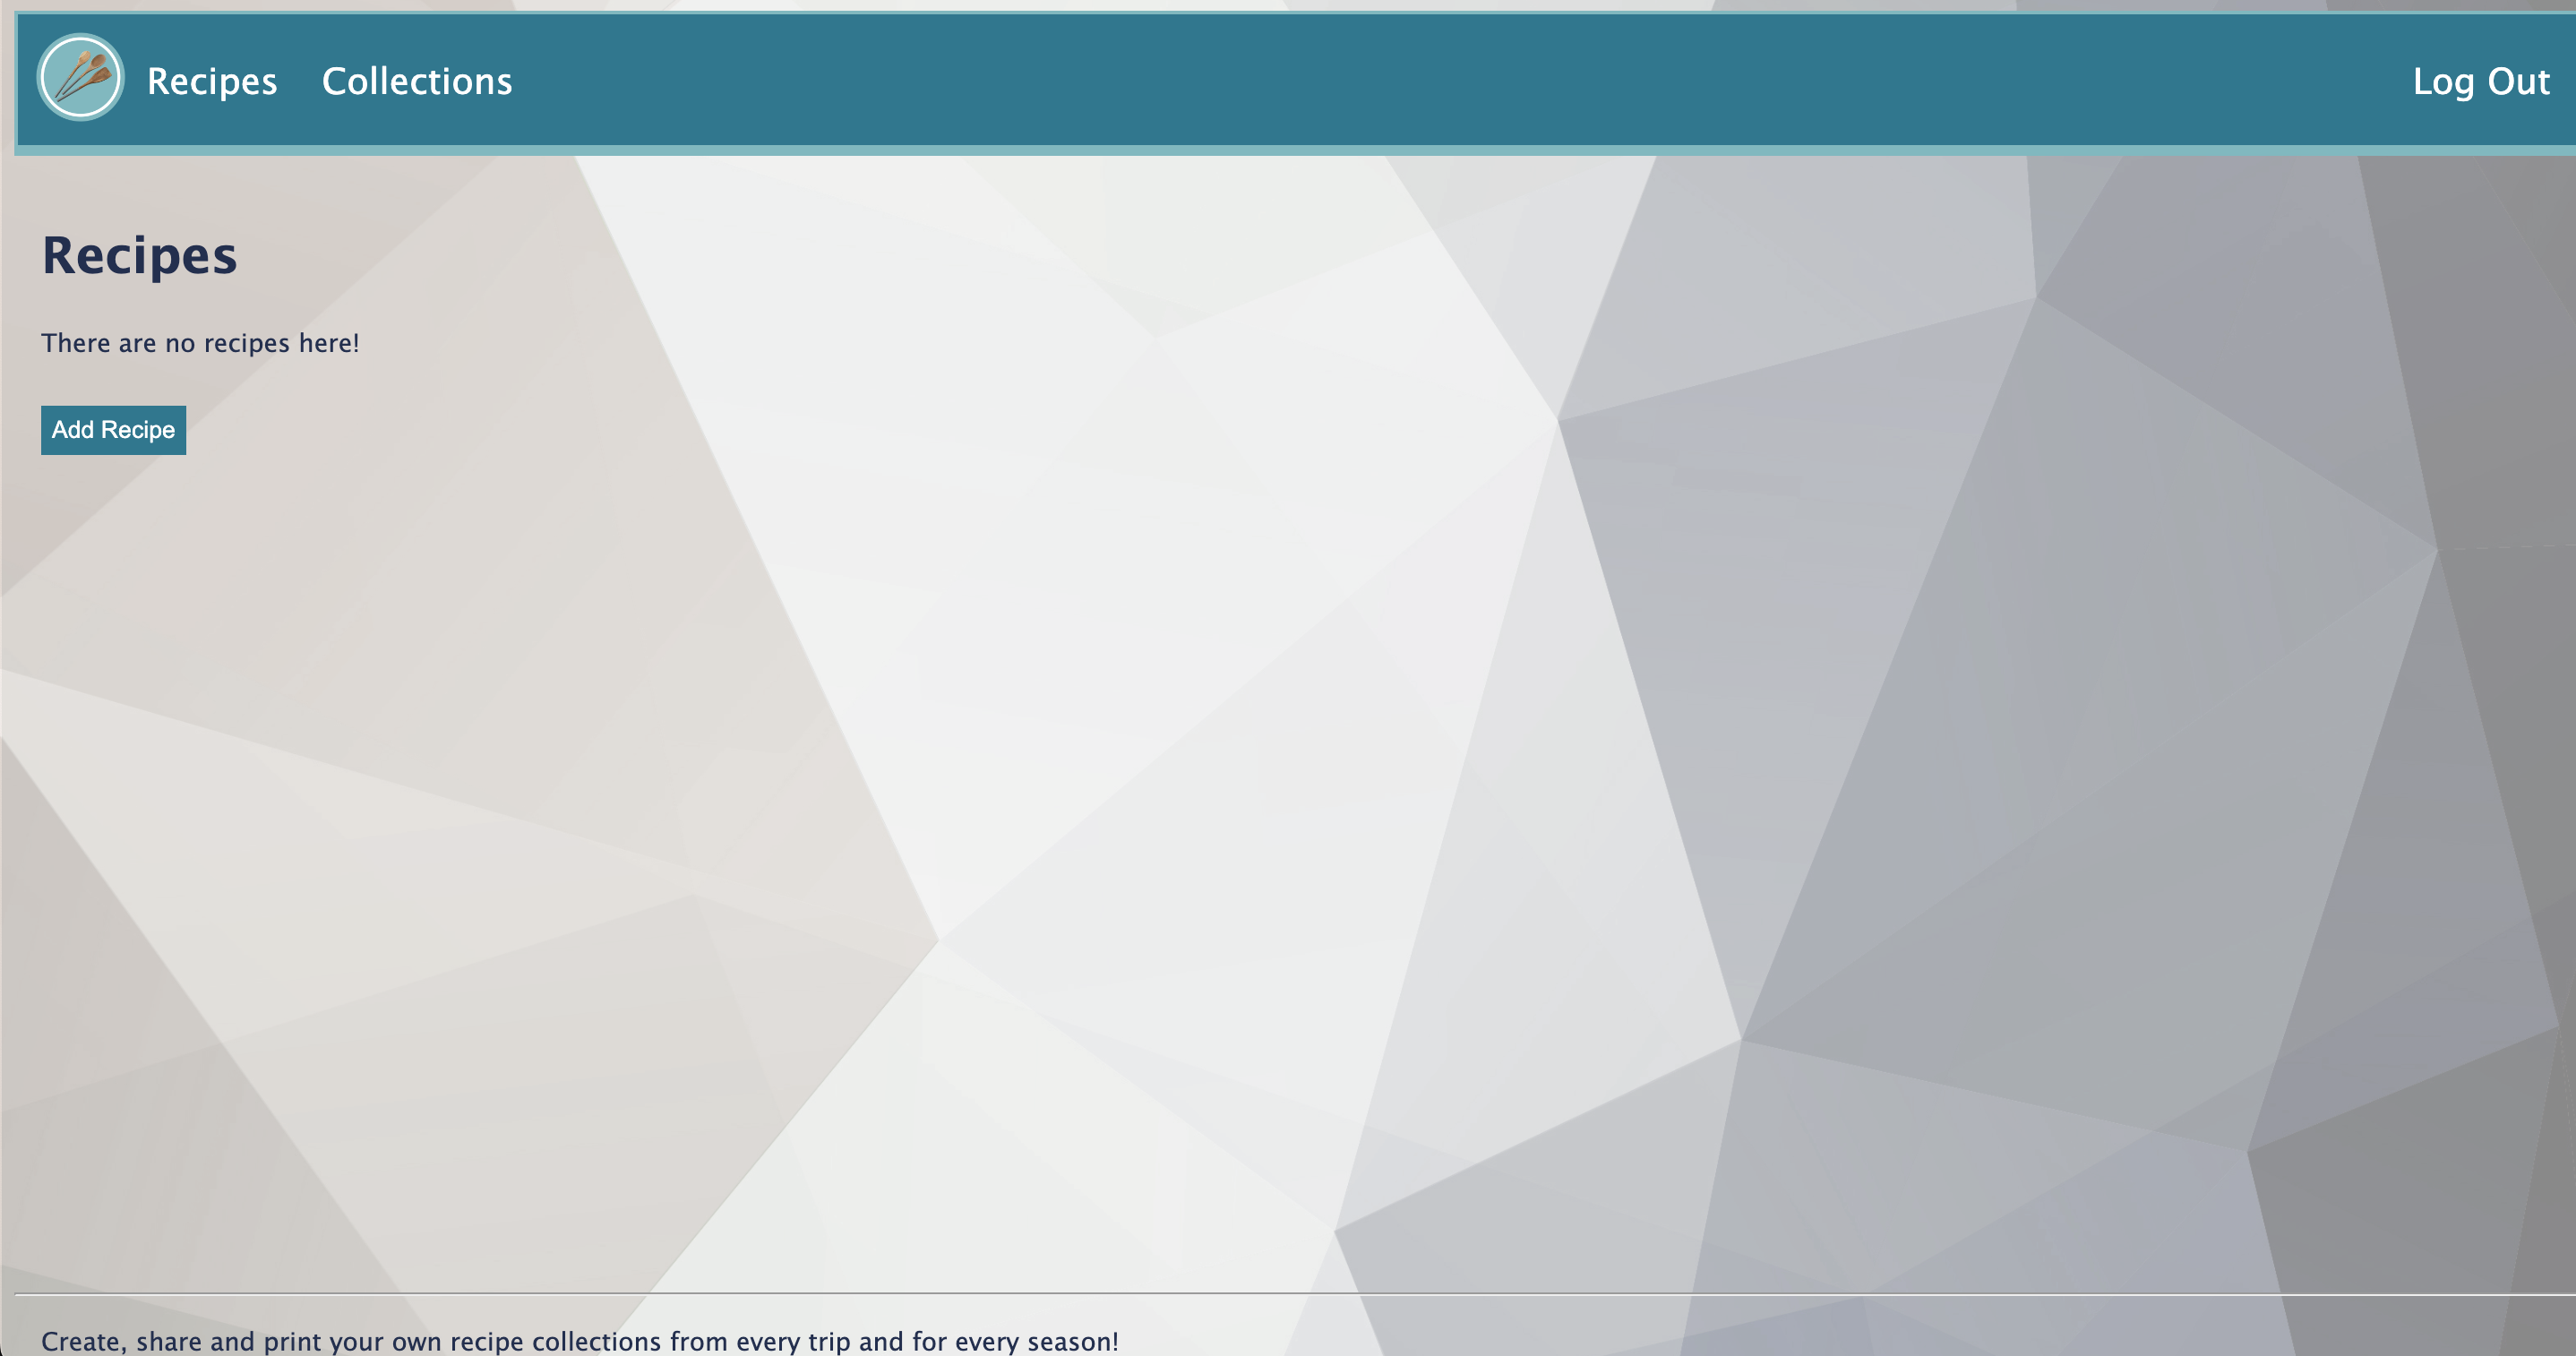 Recipes Collections Log Out
Recipes
There are no recipes here!
Add Recipe
Create, share and print your own recipe collections from every trip and for every season!